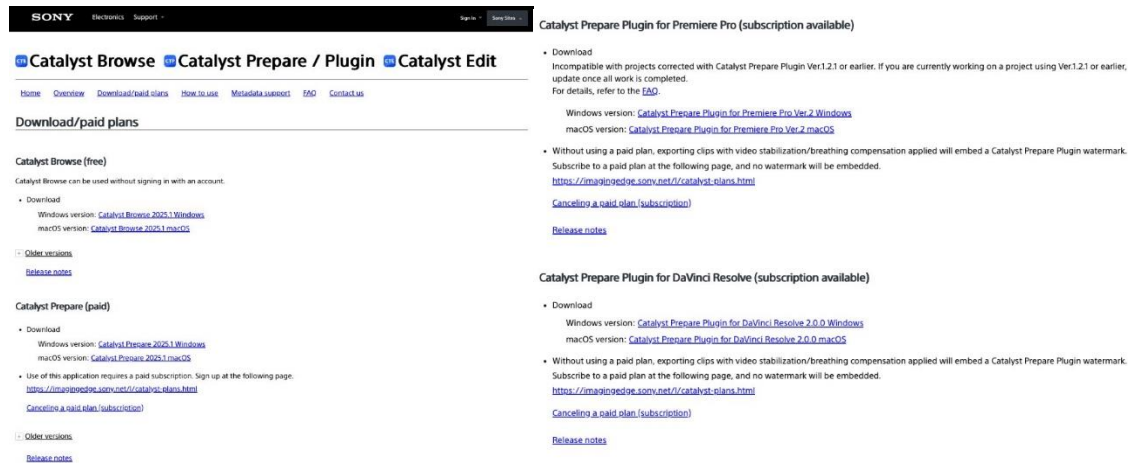 SONY Electronics Support Sign In Sony Sites
Catalyst Browse Catalyst Prepare / Plugin Catalyst Edit
Home Overview Download/paid plans How to use Metadata support FAQ Contact us
Download/paid plans
Catalyst Browse (free)
Catalyst Browse can be used without signing in with an account.
• Download
Windows version: Catalyst Browse 2025.1 Windows
macOS version: Catalyst Browse 2025.1 macOS
Older versions
Release notes
Catalyst Prepare (paid)
• Download
Windows version: Catalyst Prepare 2025.1 Windows
macOS version: Catalyst Prepare 2025.1 macOS
• Use of this application requires a paid subscription. Sign up at the following page.
https://imagingedge.sony.net/l/catalyst-plans.html
Canceling a paid plan (subscription)
Older versions
Release notes
Catalyst Prepare Plugin for Premiere Pro (subscription available)
• Download
Incompatible with projects corrected with Catalyst Prepare Plugin Ver.1.2.1 or earlier. If you are currently working on a project using Ver.1.2.1 or earlier,
update once all work is completed.
For details, refer to the FAQ.
Windows version: Catalyst Prepare Plugin for Premiere Pro Ver.2 Windows
macOS version: Catalyst Prepare Plugin for Premiere Pro Ver.2 macOS
• Without using a paid plan, exporting clips with video stabilization/breathing compensation applied will embed a Catalyst Prepare Plugin watermark.
Subscribe to a paid plan at the following page, and no watermark will be embedded.
https://imagingedge.sony.net/l/catalyst-plans.html
Canceling a paid plan (subscription)
Release notes
Catalyst Prepare Plugin for DaVinci Resolve (subscription available)
• Download
Windows version: Catalyst Prepare Plugin for DaVinci Resolve 2.0.0 Windows
macOS version: Catalyst Prepare Plugin for DaVinci Resolve 2.0.0 macOS
• Without using a paid plan, exporting clips with video stabilization/breathing compensation applied will embed a Catalyst Prepare Plugin watermark.
Subscribe to a paid plan at the following page, and no watermark will be embedded.
https://imagingedge.sony.net/l/catalyst-plans.html
Canceling a paid plan (subscription)
Release notes